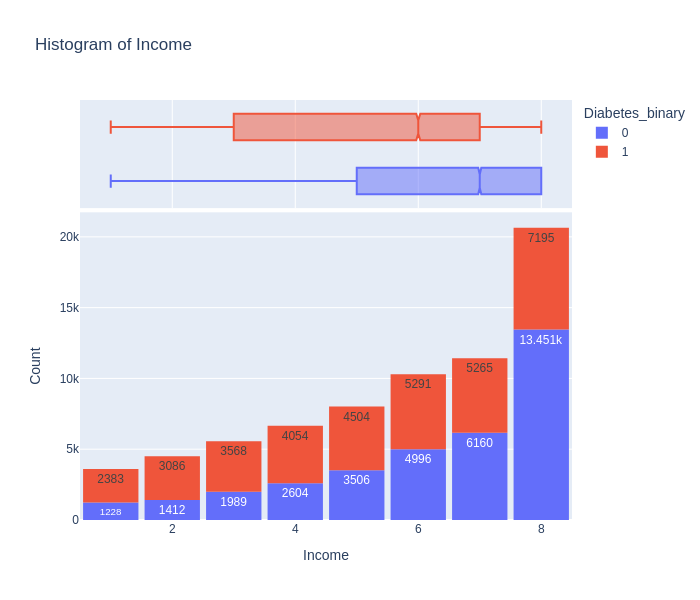 Histogram of Income
Diabetes_binary
0
1
20k
15k
10k
5k
0
Count
2383
3086
3568
4054
4504
5291
5265
7195
1228
1412
1989
2604
3506
4996
6160
13.451k
2
4
6
8
Income